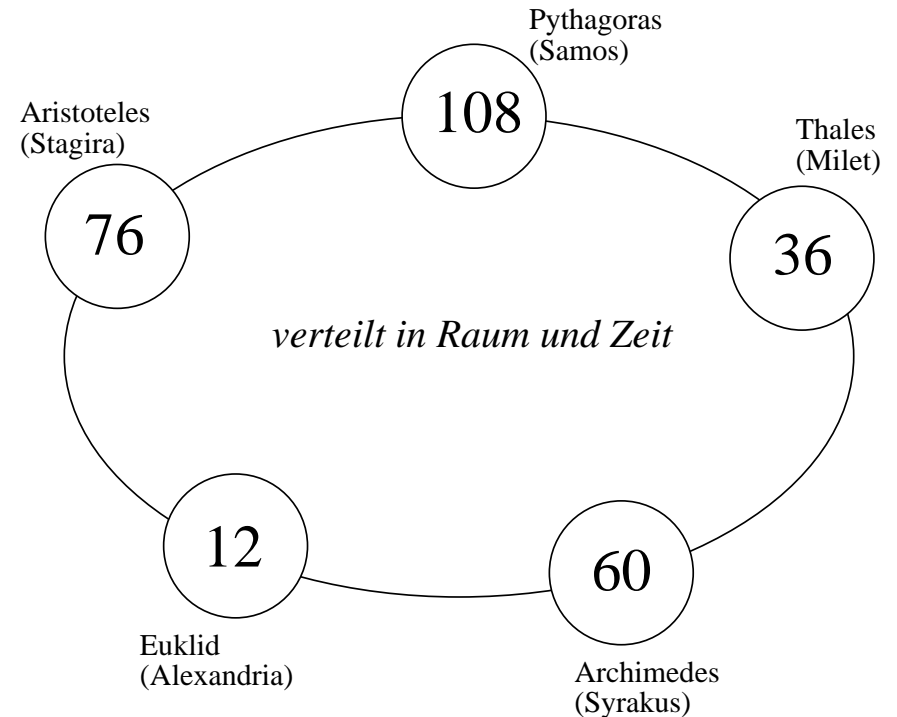 Pythagoras
(Samos)
108
Aristoteles
(Stagira)
76
Thales
(Milet)
36
verteilt in Raum und Zeit
12
Euklid
(Alexandria)
60
Archimedes
(Syrakus)